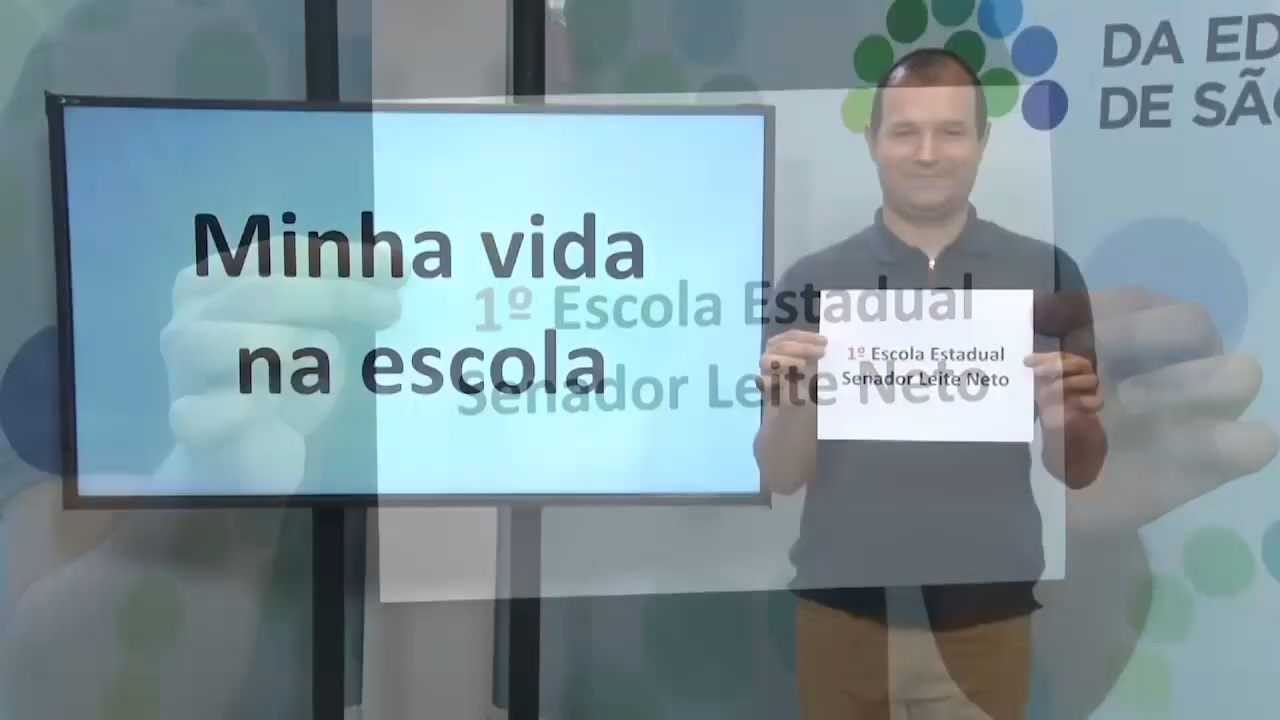 DA ED
DE SÃO
Minha vida
na escola
1º Escola Estadual
Senador Leite Neto
1º Escola Estadual
Senador Leite Neto